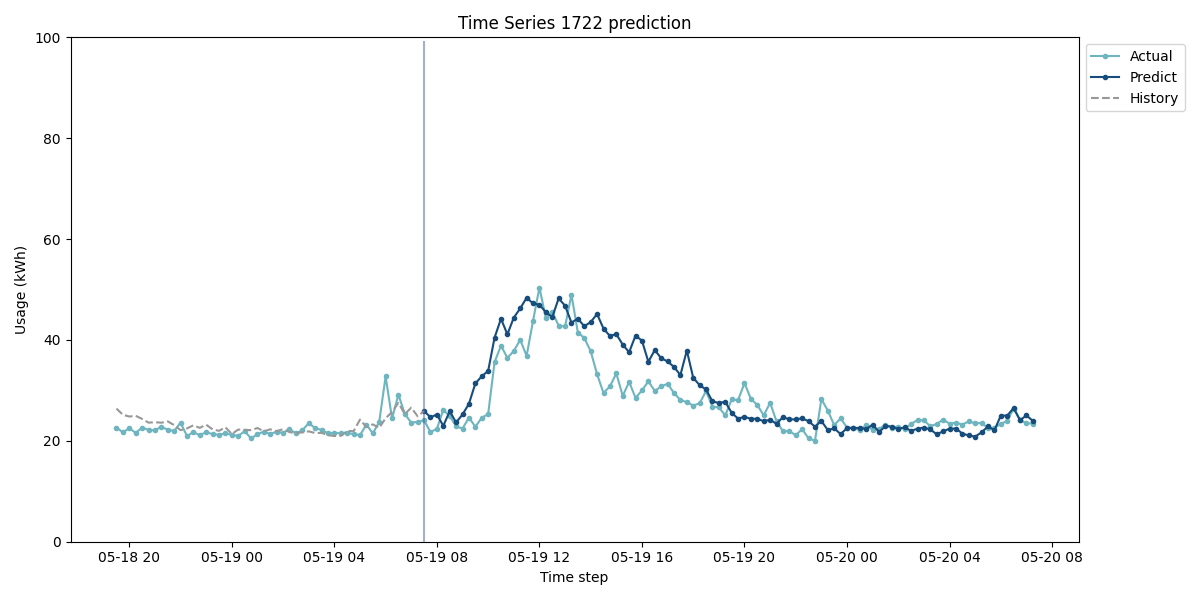 Time Series 1722 prediction
100
80
60
40
20
0
Usage (kWh)
05-18 20
05-19 00
05-19 04
05-19 08
05-19 12
05-19 16
05-19 20
05-20 00
05-20 04
05-20 08
Time step
Actual
Predict
History